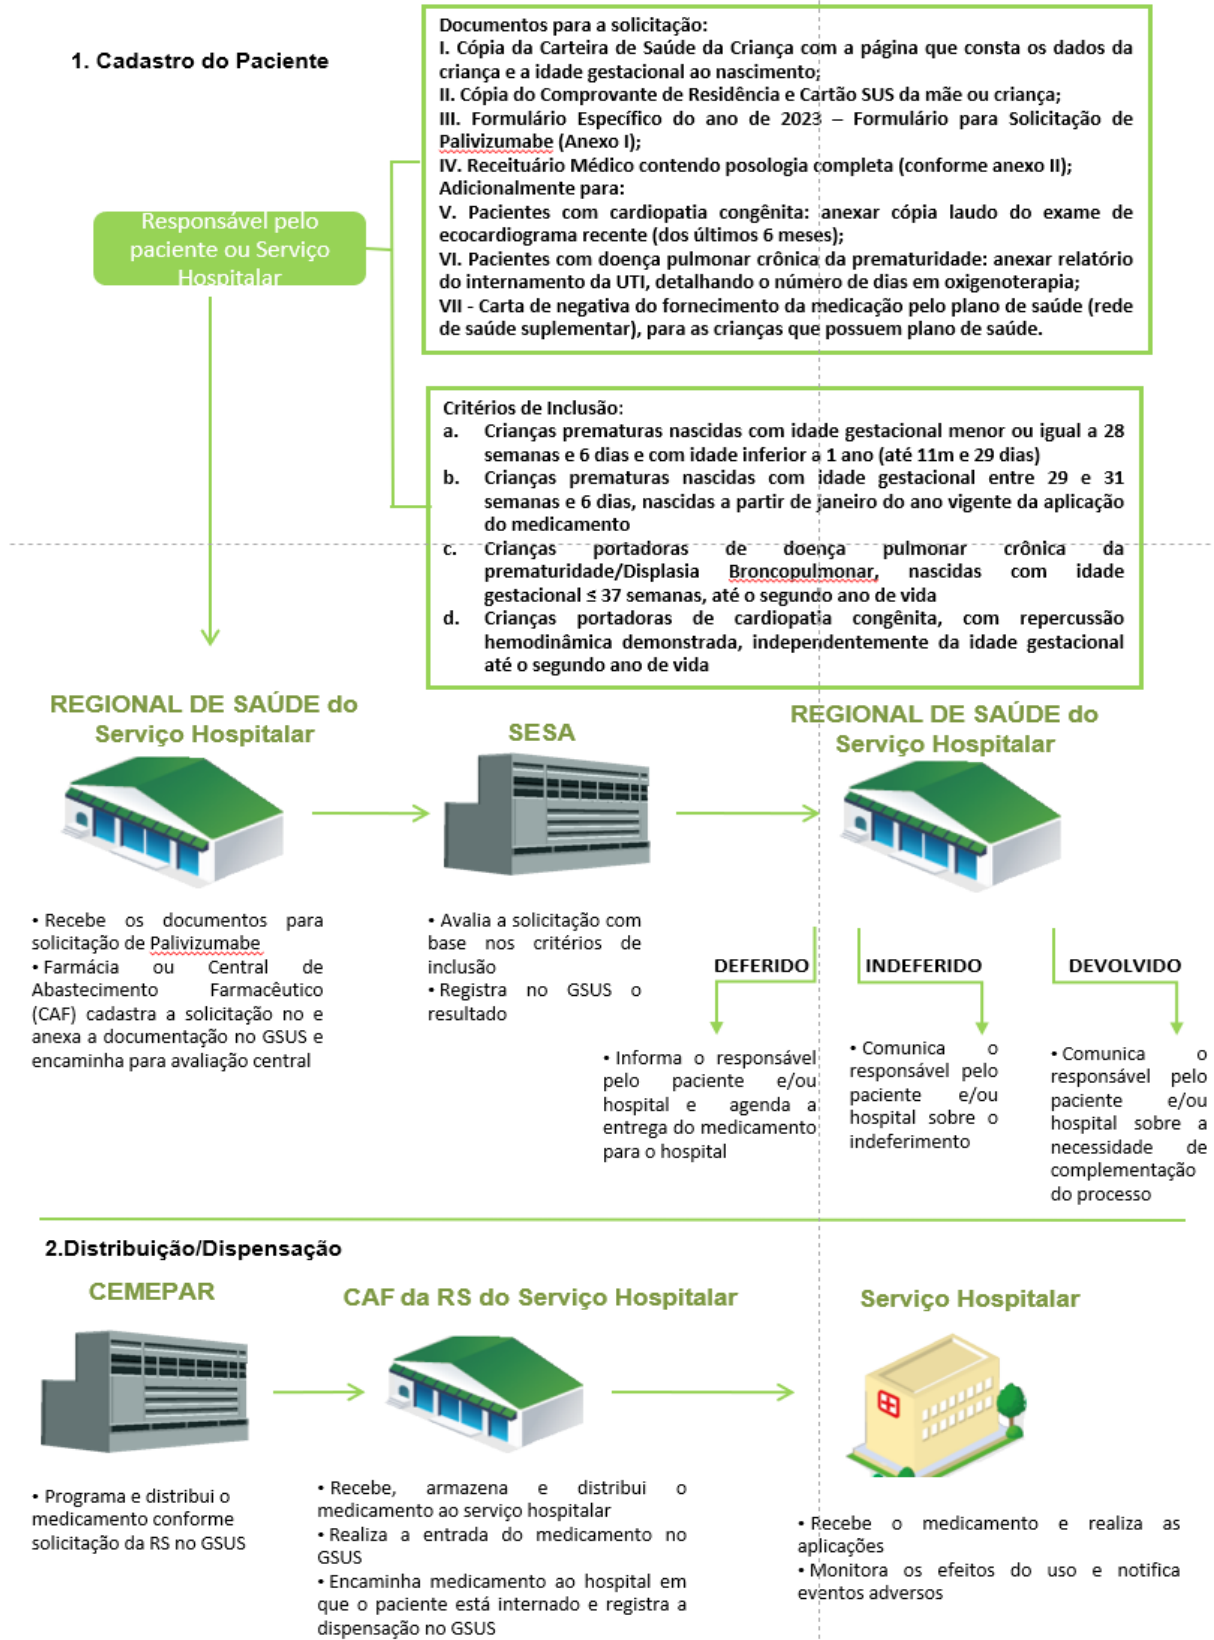 1. Cadastro do Paciente
Documentos para a solicitação:
I. Cópia da Carteira de Saúde da Criança com a página que consta os dados da
criança e a idade gestacional ao nascimento;
II. Cópia do Comprovante de Residência e Cartão SUS da mãe ou criança;
III. Formulário Específico do ano de 2023 – Formulário para Solicitação de
Palivizumabe (Anexo I);
IV. Receituário Médico contendo posologia completa (conforme anexo II);
Adicionalmente para:
V. Pacientes com cardiopatia congênita: anexar cópia laudo do exame de
ecocardiograma recente (dos últimos 6 meses);
VI. Pacientes com doença pulmonar crônica da prematuridade: anexar relatório
do internamento da UTI, detalhando o número de dias em oxigenoterapia;
VII - Carta de negativa do fornecimento da medicação pelo plano de saúde (rede
de saúde suplementar), para as crianças que possuem plano de saúde.
Responsável pelo
paciente ou Serviço
Hospitalar
Critérios de Inclusão:
a. Crianças prematuras nascidas com idade gestacional menor ou igual a 28
semanas e 6 dias e com idade inferior a 1 ano (até 11m e 29 dias)
b. Crianças prematuras nascidas com idade gestacional entre 29 e 31
semanas e 6 dias, nascidas a partir de janeiro do ano vigente da aplicação
do medicamento
c. Crianças portadoras de doença pulmonar crônica da
prematuridade/Displasia Broncopulmonar, nascidas com idade
gestacional ≤ 37 semanas, até o segundo ano de vida
d. Crianças portadoras de cardiopatia congênita, com repercussão
hemodinâmica demonstrada, independentemente da idade gestacional
até o segundo ano de vida
REGIONAL DE SAÚDE do
Serviço Hospitalar
• Recebe os documentos para
solicitação de Palivizumabe
• Farmácia ou Central de
Abastecimento Farmacêutico
(CAF) cadastra a solicitação no e
anexa a documentação no GSUS e
encaminha para avaliação central
SESA
• Avalia a solicitação com
base nos critérios de
inclusão
• Registra no GSUS o
resultado
REGIONAL DE SAÚDE do
Serviço Hospitalar
DEFERIDO
• Informa o responsável
pelo paciente e/ou
hospital e agenda a
entrega do medicamento
para o hospital
INDEFERIDO
• Comunica o
responsável pelo
paciente e/ou
hospital sobre o
indeferimento
DEVOLVIDO
• Comunica o
responsável pelo
paciente e/ou
hospital sobre a
necessidade de
complementação
do processo
2.Distribuição/Dispensação
CEMEPAR
• Programa e distribui o
medicamento conforme
solicitação da RS no GSUS
CAF da RS do Serviço Hospitalar
• Recebe, armazena e distribui o
medicamento ao serviço hospitalar
• Realiza a entrada do medicamento no
GSUS
• Encaminha medicamento ao hospital em
que o paciente está internado e registra a
dispensação no GSUS
Serviço Hospitalar
• Recebe o medicamento e realiza as
aplicações
• Monitora os efeitos do uso e notifica
eventos adversos